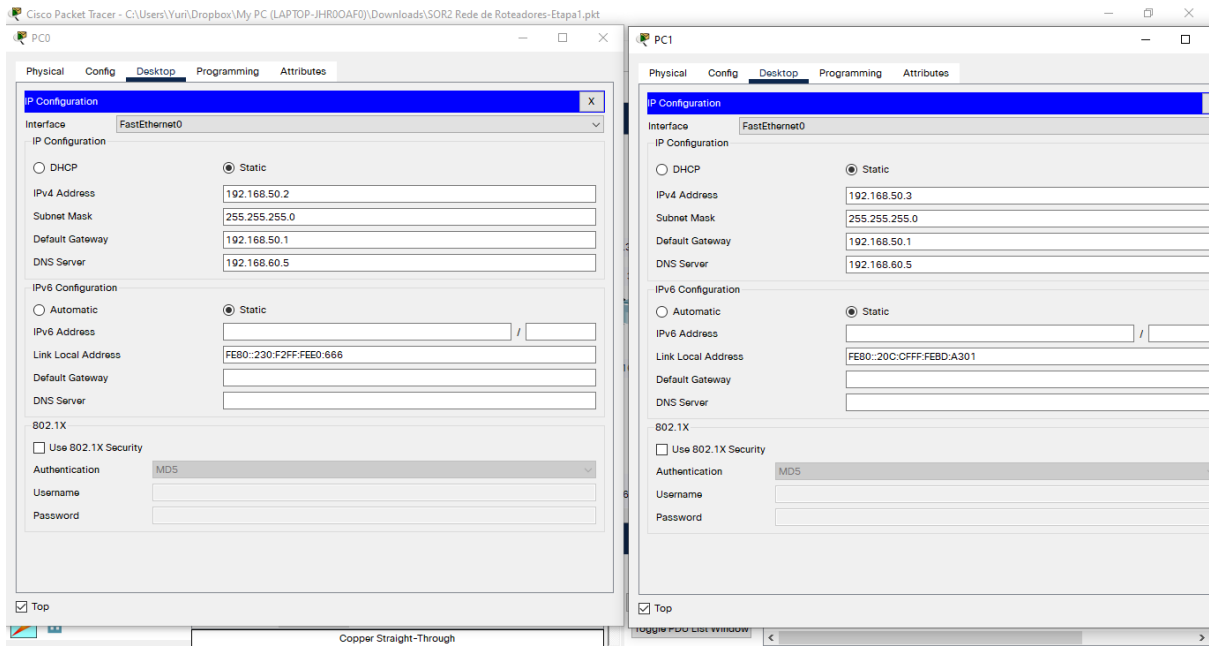 Cisco Packet Tracer - C:\Users\Yuri\Dropbox\My PC (LAPTOP-JHR0OAF0)\Downloads\SOR2 Rede de Roteadores-Etapa1.pkt
PC0
Physical Config Desktop Programming Attributes
IP Configuration
X
Interface FastEthernet0
IP Configuration
DHCP Static
IPv4 Address 192.168.50.2
Subnet Mask 255.255.255.0
Default Gateway 192.168.50.1
DNS Server 192.168.60.5
IPv6 Configuration
Automatic Static
IPv6 Address /
Link Local Address FE80::230:F2FF:FEE0:666
Default Gateway
DNS Server
802.1X
Use 802.1X Security
Authentication MD5
Username
Password
Top
PC1
Physical Config Desktop Programming Attributes
IP Configuration
Interface FastEthernet0
IP Configuration
DHCP Static
IPv4 Address 192.168.50.3
Subnet Mask 255.255.255.0
Default Gateway 192.168.50.1
DNS Server 192.168.60.5
IPv6 Configuration
Automatic Static
IPv6 Address /
Link Local Address FE80::20C:CFFF:FEBD:A301
Default Gateway
DNS Server
802.1X
Use 802.1X Security
Authentication MD5
Username
Password
Top
Copper Straight-Through
Toggle PDU List Window